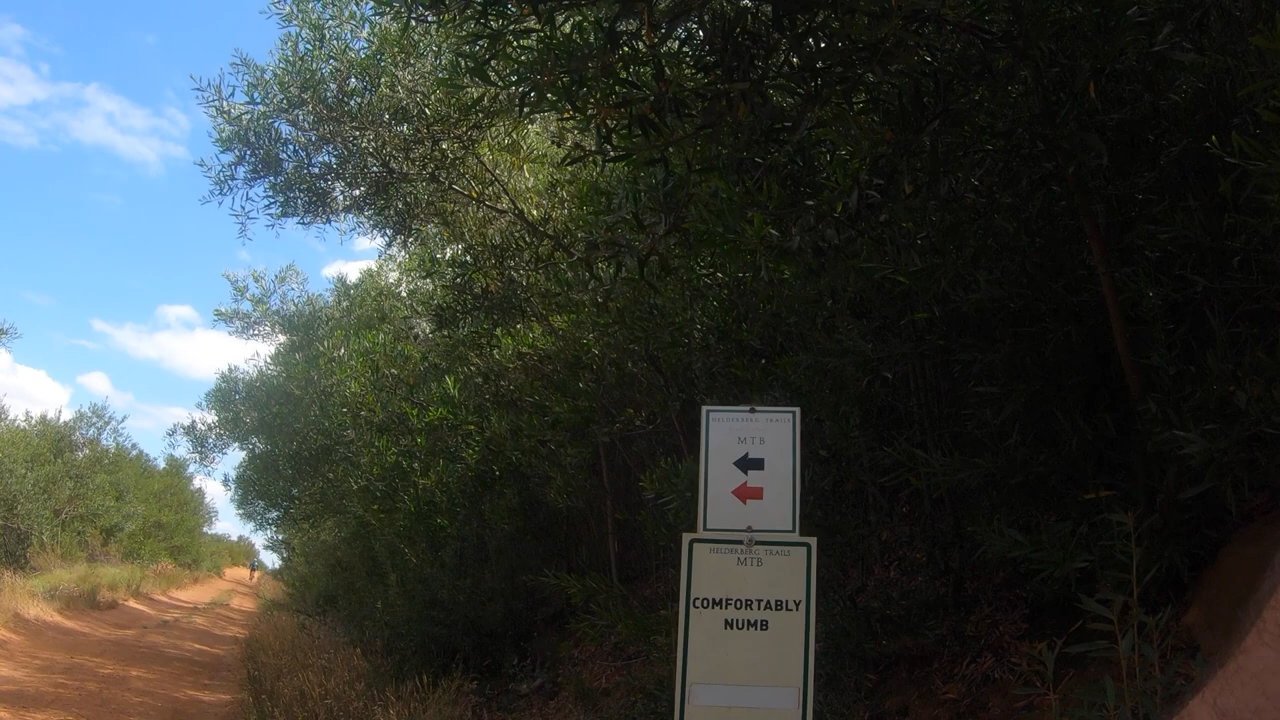 HELDERBERG TRAILS
MTB
HELDERBERG TRAILS
MTB
COMFORTABLY
NUMB